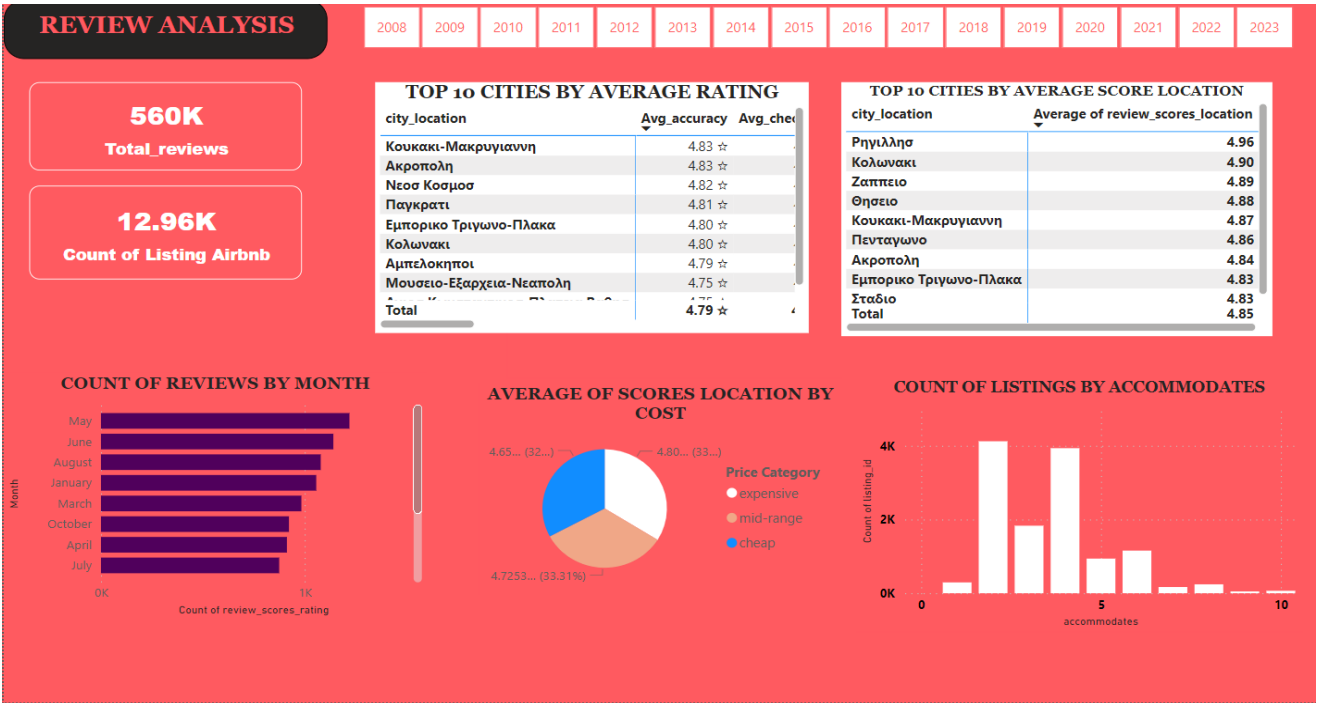 REVIEW ANALYSIS
2008 2009 2010 2011 2012 2013 2014 2015 2016 2017 2018 2019 2020 2021 2022 2023
560K
Total_reviews
12.96K
Count of Listing Airbnb
TOP 10 CITIES BY AVERAGE RATING
city_location Avg_accuracy Avg_chec
Κουκακι-Μακρυγιαννη 4.83 ☆
Ακροπολη 4.83 ☆
Νεοσ Κοσμοσ 4.82 ☆
Παγκρατι 4.81 ☆
Εμπορικο Τριγωνο-Πλακα 4.80 ☆
Κολωνακι 4.80 ☆
Αμπελοκηποι 4.79 ☆
Μουσειο-Εξαρχεια-Νεαπολη 4.75 ☆
Total 4.79 ☆
TOP 10 CITIES BY AVERAGE SCORE LOCATION
city_location Average of review_scores_location
Ρηγιλλησ 4.96
Κολωνακι 4.90
Ζαππειο 4.89
Θησειο 4.88
Κουκακι-Μακρυγιαννη 4.87
Πενταγωνο 4.86
Ακροπολη 4.84
Εμπορικο Τριγωνο-Πλακα 4.83
Σταδιο 4.83
Total 4.85
COUNT OF REVIEWS BY MONTH
Month
May
June
August
January
March
October
April
July
0K 1K
Count of review_scores_rating
AVERAGE OF SCORES LOCATION BY
COST
4.65... (32...) 4.80... (33...)
4.7253... (33.31%)
Price Category
expensive
mid-range
cheap
COUNT OF LISTINGS BY ACCOMMODATES
Count of listing_id
4K
2K
0K
0 5 10
accommodates